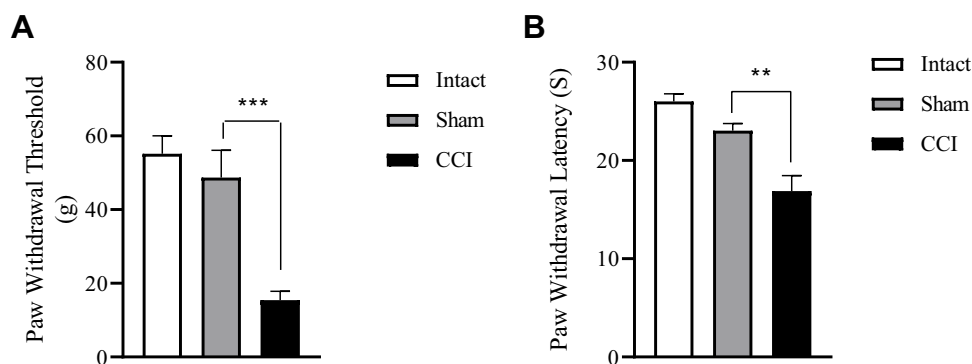 A
Paw Withdrawal Threshold
(g)
80
60
40
20
0
***
Intact
Sham
CCI
B
Paw Withdrawal Latency (S)
30
20
10
0
**
Intact
Sham
CCI